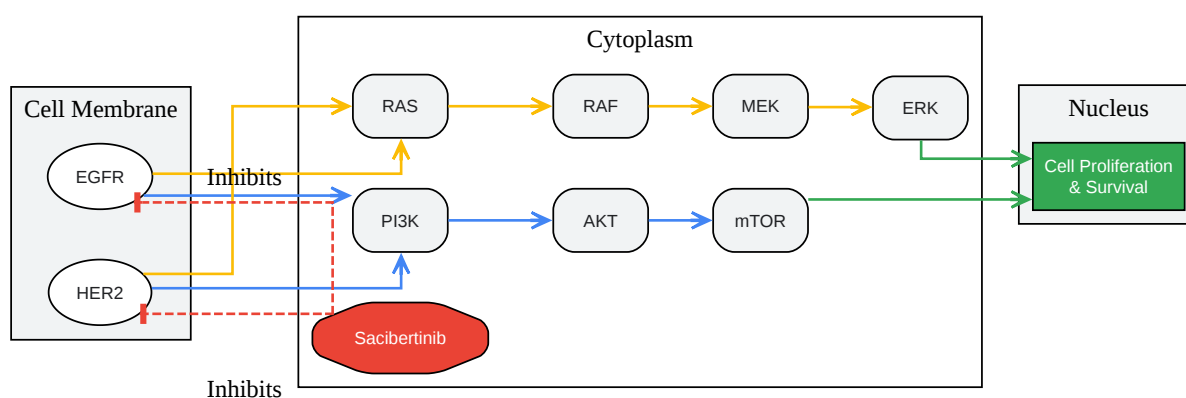 Cytoplasm
Cell Membrane
Nucleus
RAS
RAF
MEK
ERK
EGFR
Inhibits
Cell Proliferation
& Survival
PI3K
AKT
mTOR
HER2
Sacibertinib
Inhibits